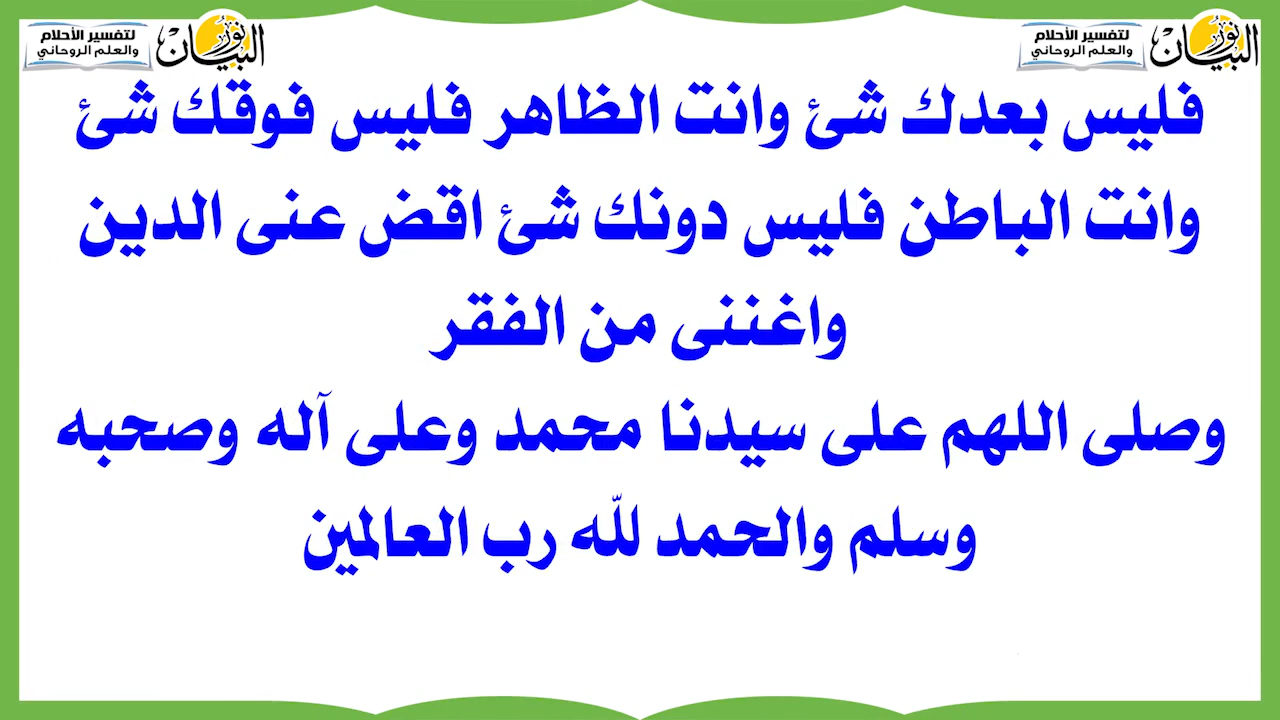 نور البيان
لتفسير الأحلام
والعلم الروحاني
نور البيان
لتفسير الأحلام
والعلم الروحاني
فليس بعدك شئ وانت الظاهر فليس فوقك شئ
وانت الباطن فليس دونك شئ اقض عنى الدين
واغننى من الفقر
وصلى اللهم على سيدنا محمد وعلى آله وصحبه
وسلم والحمد لله رب العالمين